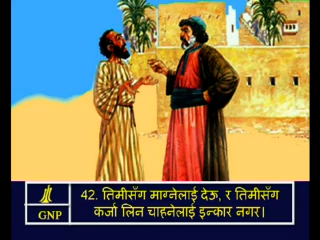 42. तिमीसँग माग्नेलाई देऊ, र तिमीसँग
कर्जा लिन चाहनेलाई इन्कार नगर।
GNP